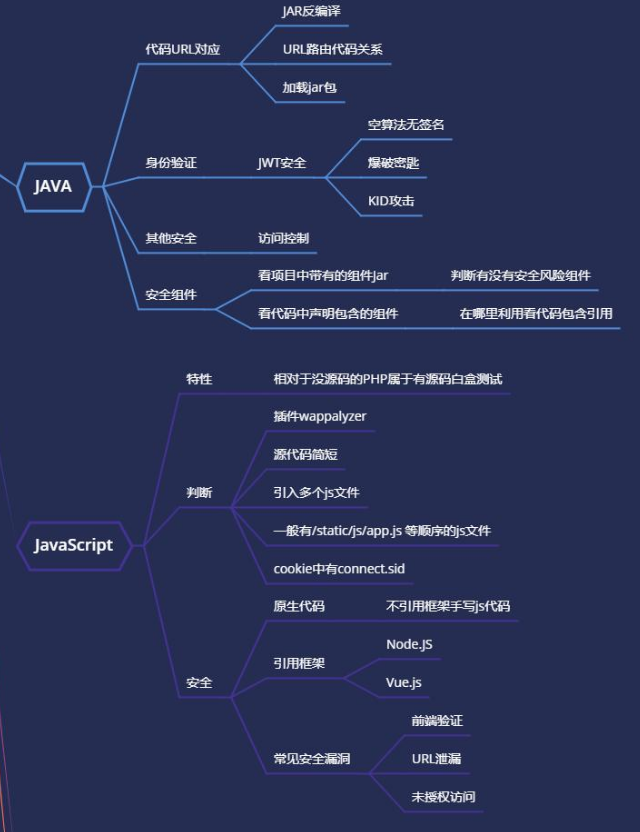 JAR反编译
代码URL对应
URL路由代码关系
加载jar包
空算法无签名
身份验证
JWT安全
爆破密匙
JAVA
KID攻击
其他安全
访问控制
看项目中带有的组件Jar
判断有没有安全风险组件
安全组件
看代码中声明包含的组件
在哪里利用看代码包含引用
特性
相对于没源码的PHP属于有源码白盒测试
插件wappalyzer
源代码简短
判断
引入多个js文件
一般有/static/js/app.js 等顺序的js文件
JavaScript
cookie中有connect.sid
原生代码
不引用框架手写js代码
Node.JS
引用框架
安全
Vue.js
前端验证
常见安全漏洞
URL泄漏
未授权访问